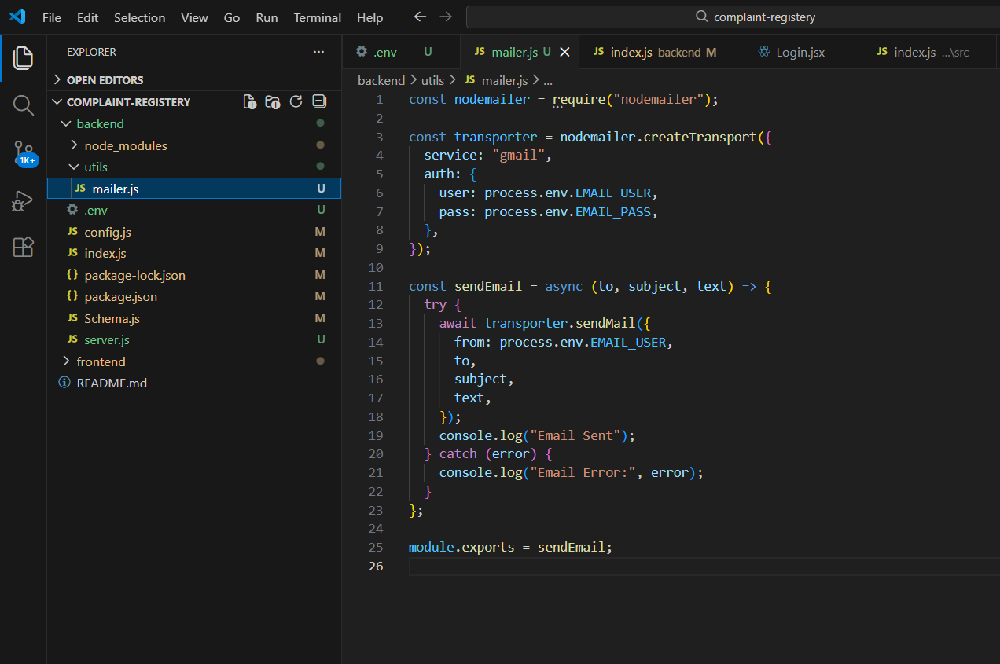 File Edit Selection View Go Run Terminal Help
complaint-registery
EXPLORER
OPEN EDITORS
COMPLAINT-REGISTERY
backend
node_modules
utils
JS mailer.js U
.env U
JS config.js M
JS index.js M
{} package-lock.json M
{} package.json M
JS Schema.js M
JS server.js U
frontend
README.md
1K+
.env U
JS mailer.js U
JS index.js backend M
Login.jsx
JS index.js ...\src
backend > utils > JS mailer.js > ...
1 const nodemailer = require("nodemailer");
2
3 const transporter = nodemailer.createTransport({
4 service: "gmail",
5 auth: {
6 user: process.env.EMAIL_USER,
7 pass: process.env.EMAIL_PASS,
8 },
9 });
10
11 const sendEmail = async (to, subject, text) => {
12 try {
13 await transporter.sendMail({
14 from: process.env.EMAIL_USER,
15 to,
16 subject,
17 text,
18 });
19 console.log("Email Sent");
20 } catch (error) {
21 console.log("Email Error:", error);
22 }
23 };
24
25 module.exports = sendEmail;
26